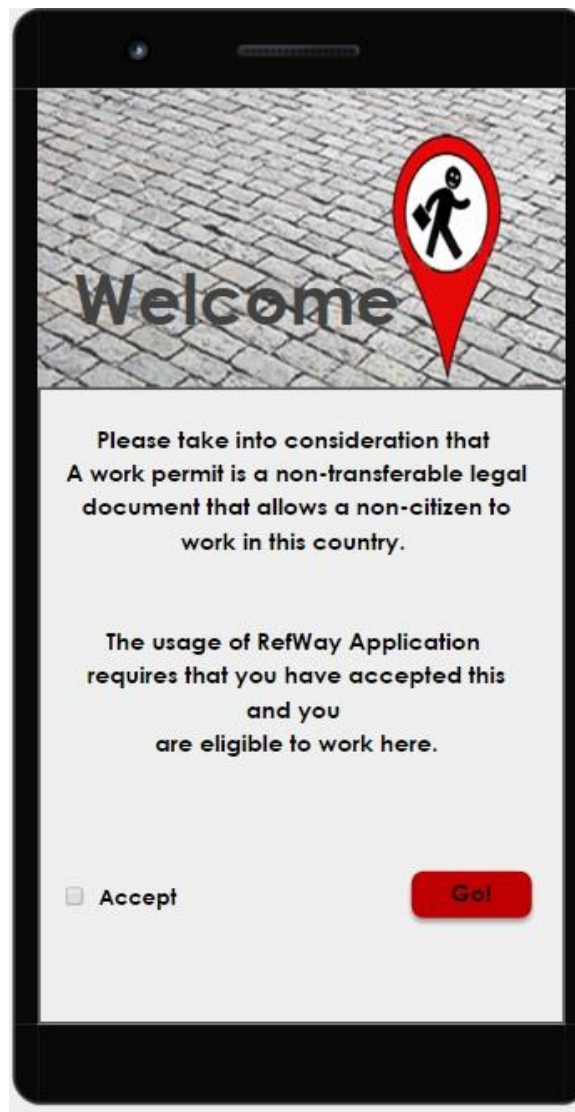 Welcome
Please take into consideration that
A work permit is a non-transferable legal
document that allows a non-citizen to
work in this country.
The usage of RefWay Application
requires that you have accepted this
and you
are eligible to work here.
Accept
Go!